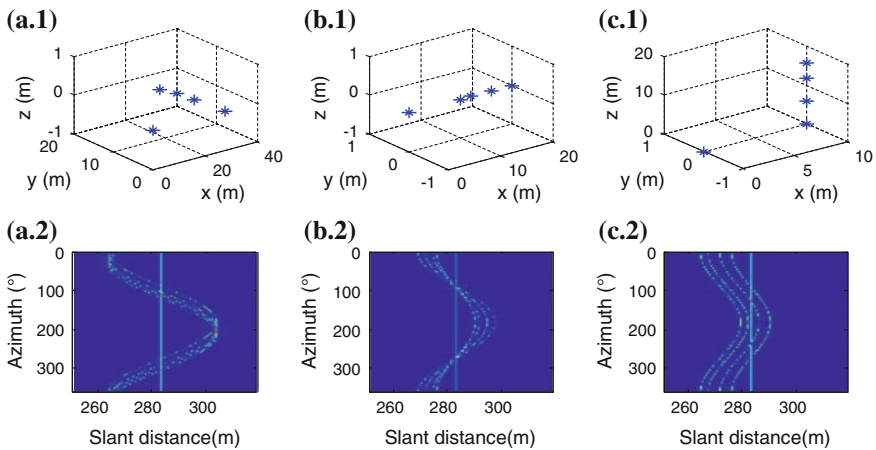 (a.1)
(b.1)
(c.1)
1
0
-1
z (m)
20
10
0
y (m)
0
20
40
x (m)
1
0
-1
z (m)
1
0
-1
y (m)
0
10
20
x (m)
20
10
0
z (m)
1
0
-1
y (m)
0
5
10
x (m)
(a.2)
(b.2)
(c.2)
0
100
200
300
Azimuth (°)
260
280
300
Slant distance(m)
0
100
200
300
Azimuth (°)
260
280
300
Slant distance(m)
0
100
200
300
Azimuth (°)
260
280
300
Slant distance(m)